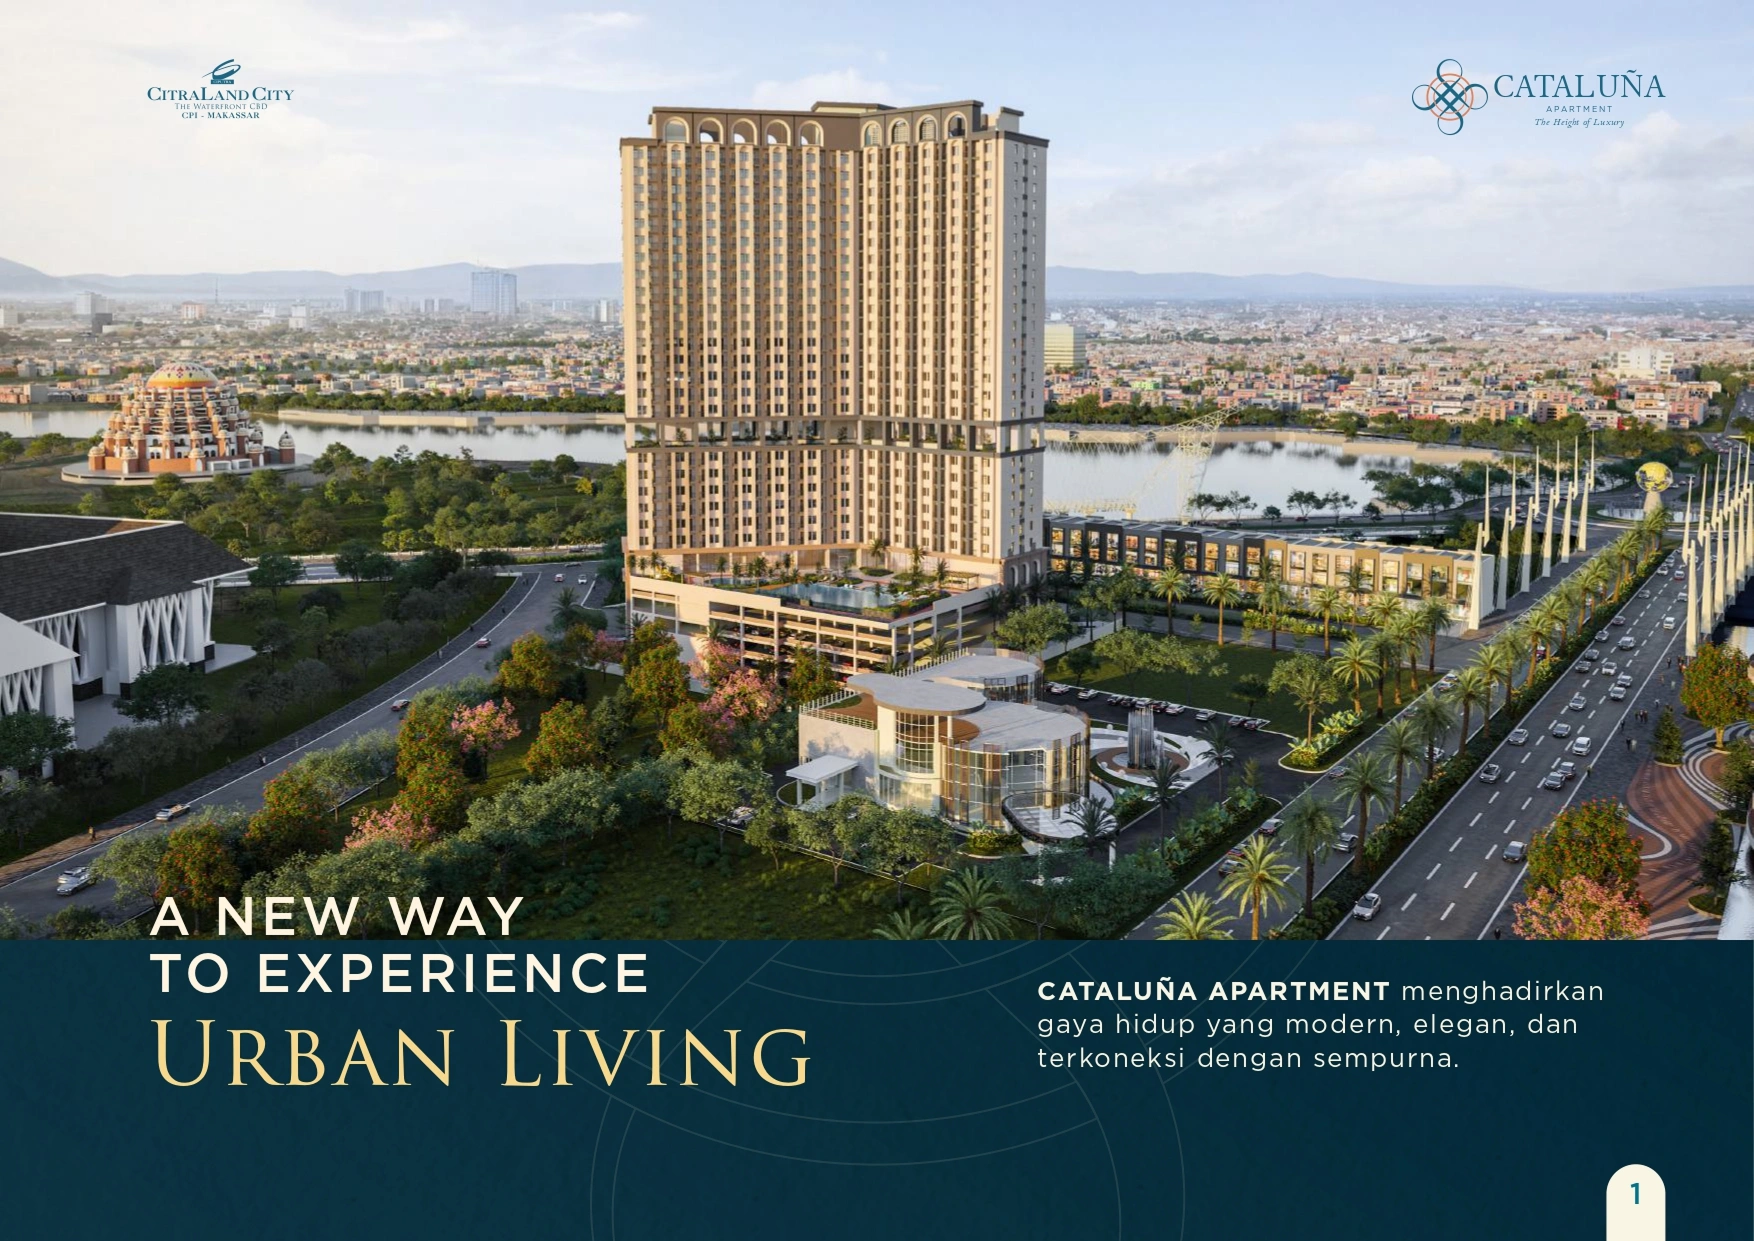 CITRALAND CITY
THE WATERFRONT CBD
CPI - MAKASSAR
CATALUÑA
APARTMENT
The Height of Luxury
A NEW WAY
TO EXPERIENCE
URBAN LIVING
CATALUÑA APARTMENT menghadirkan
gaya hidup yang modern, elegan, dan
terkoneksi dengan sempurna.
1